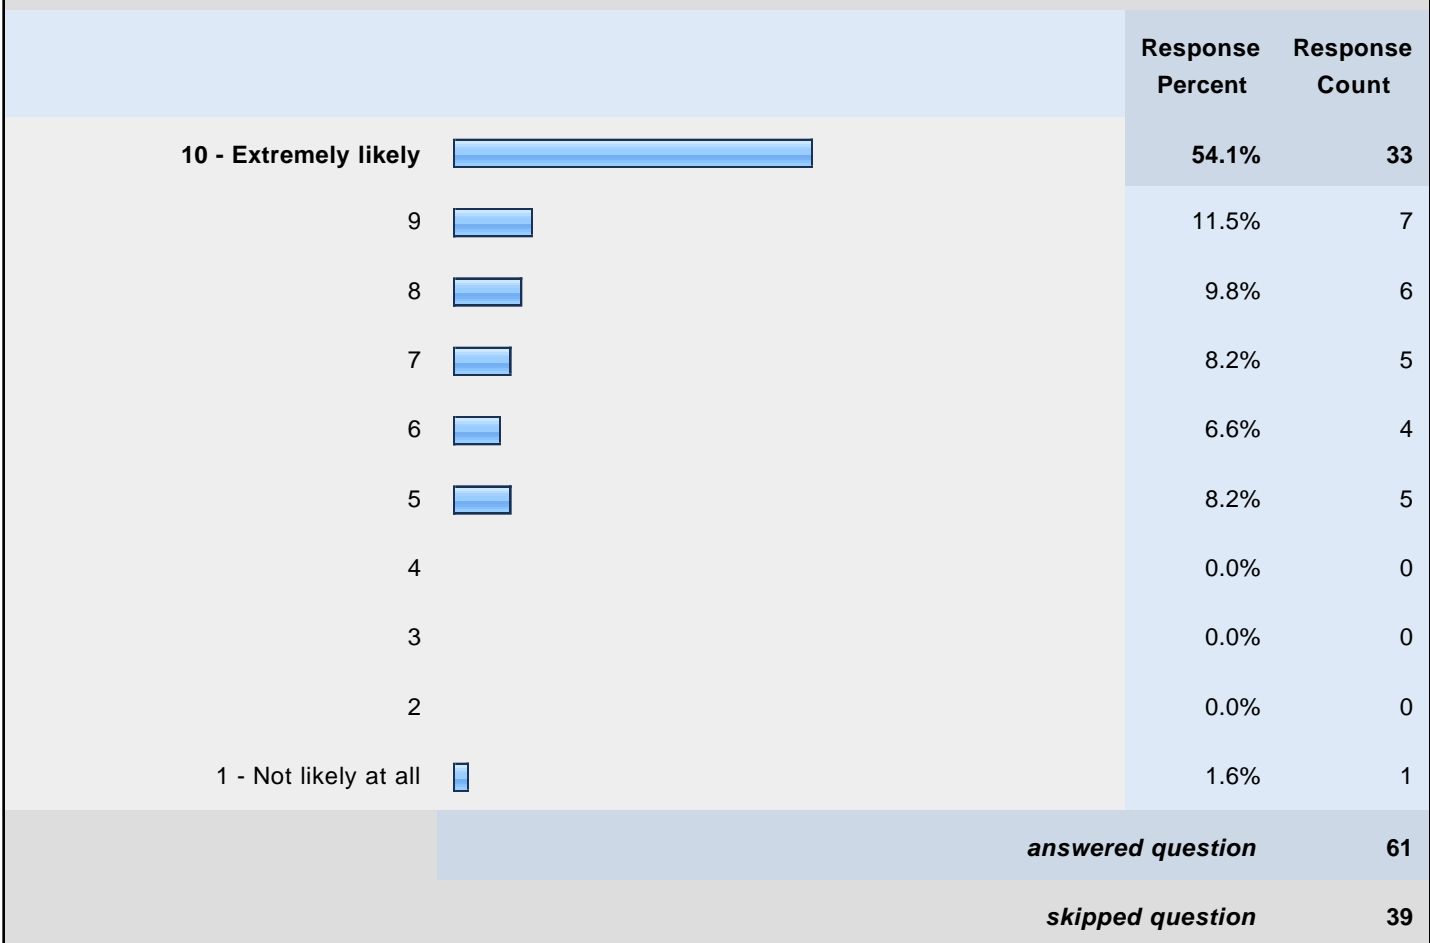 Response Percent Response Count
10 - Extremely likely 54.1% 33
9 11.5% 7
8 9.8% 6
7 8.2% 5
6 6.6% 4
5 8.2% 5
4 0.0% 0
3 0.0% 0
2 0.0% 0
1 - Not likely at all 1.6% 1
answered question 61
skipped question 39